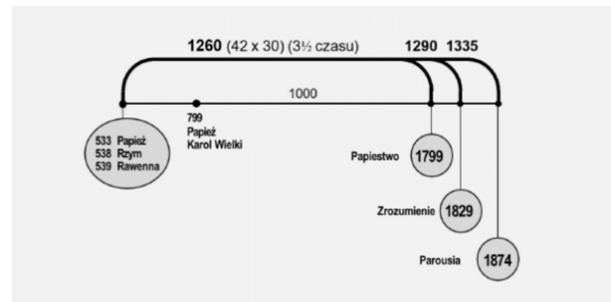 1260 (42 x 30) (3½ czasu) 1290 1335
1000
799
Papież
Karol Wielki
533 Papież
538 Rzym
539 Rawenna
Papiestwo 1799
Zrozumienie 1829
Parousia 1874